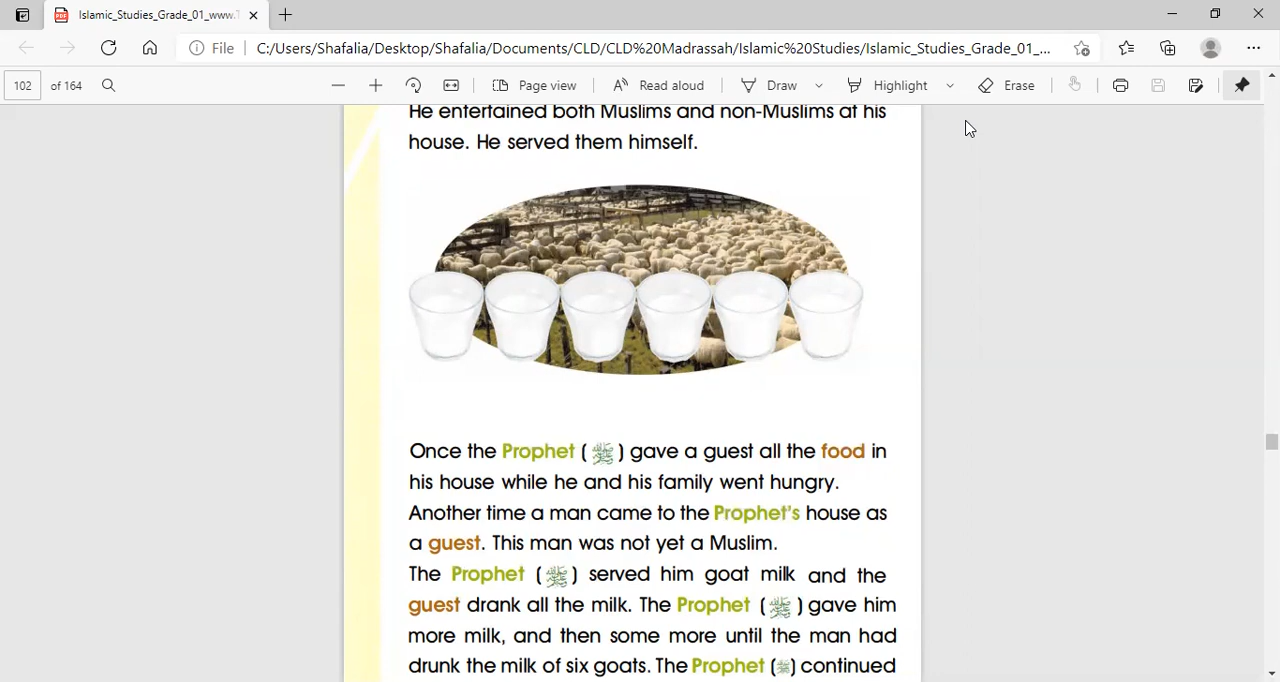 Islamic_Studies_Grade_01_www.T
File
C:/Users/Shafalia/Desktop/Shafalia/Documents/CLD/CLD%20Madrassah/Islamic%20Studies/Islamic_Studies_Grade_01_...
102 of 164
Page view
Read aloud
Draw
Highlight
Erase
He entertained both Muslims and non-Muslims at his
house. He served them himself.
Once the Prophet (ﷺ) gave a guest all the food in
his house while he and his family went hungry.
Another time a man came to the Prophet's house as
a guest. This man was not yet a Muslim.
The Prophet (ﷺ) served him goat milk and the
guest drank all the milk. The Prophet (ﷺ) gave him
more milk, and then some more until the man had
drunk the milk of six goats. The Prophet (ﷺ) continued